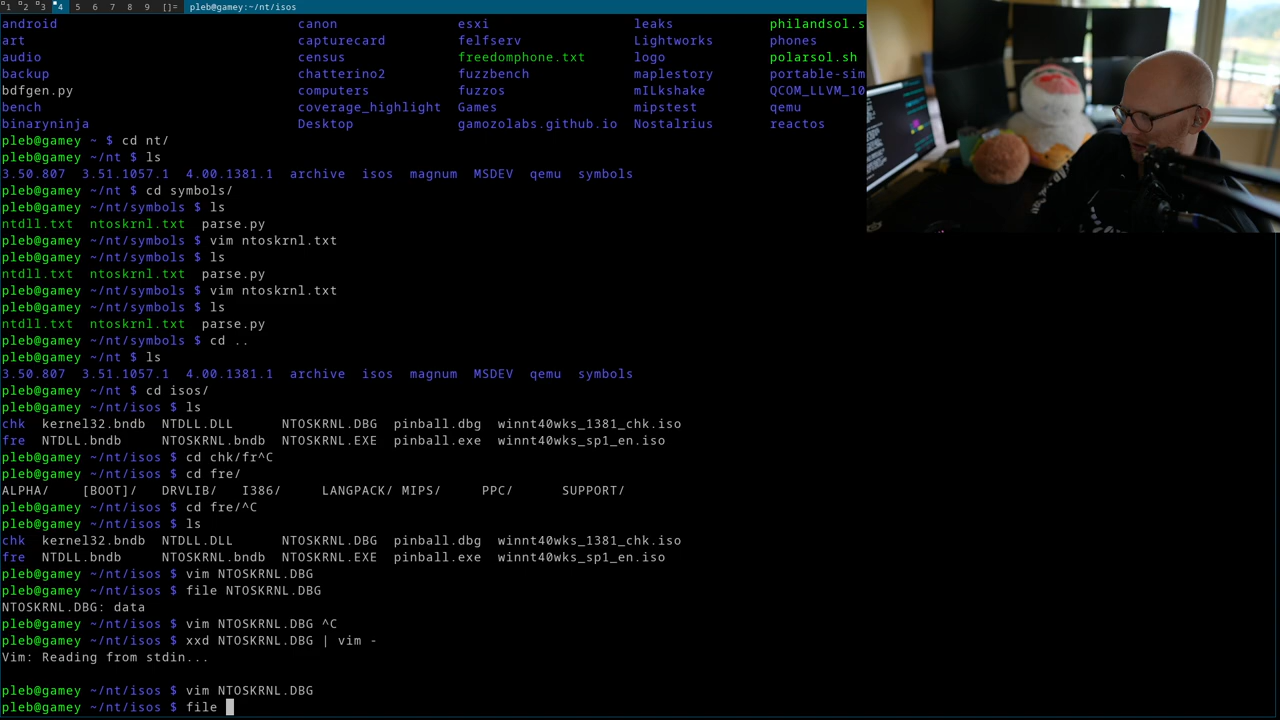 1 2 3 4 5 6 7 8 9 []= pleb@gamey:~/nt/isos
android canon esxi leaks philandsol.s
art capturecard felfserv Lightworks phones
audio census freedomphone.txt logo polarsol.sh
backup chatterino2 fuzzbench maplestory portable-sim
bdfgen.py computers fuzzos mILkshake QCOM_LLVM_10
bench coverage_highlight Games mipstest qemu
binaryninja Desktop gamozolabs.github.io Nostalrius reactos
pleb@gamey ~ $ cd nt/
pleb@gamey ~/nt $ ls
3.50.807 3.51.1057.1 4.00.1381.1 archive isos magnum MSDEV qemu symbols
pleb@gamey ~/nt $ cd symbols/
pleb@gamey ~/nt/symbols $ ls
ntdll.txt ntoskrnl.txt parse.py
pleb@gamey ~/nt/symbols $ vim ntoskrnl.txt
pleb@gamey ~/nt/symbols $ ls
ntdll.txt ntoskrnl.txt parse.py
pleb@gamey ~/nt/symbols $ vim ntoskrnl.txt
pleb@gamey ~/nt/symbols $ ls
ntdll.txt ntoskrnl.txt parse.py
pleb@gamey ~/nt/symbols $ cd ..
pleb@gamey ~/nt $ ls
3.50.807 3.51.1057.1 4.00.1381.1 archive isos magnum MSDEV qemu symbols
pleb@gamey ~/nt $ cd isos/
pleb@gamey ~/nt/isos $ ls
chk kernel32.bndb NTDLL.DLL NTOSKRNL.DBG pinball.dbg winnt40wks_1381_chk.iso
fre NTDLL.bndb NTOSKRNL.bndb NTOSKRNL.EXE pinball.exe winnt40wks_sp1_en.iso
pleb@gamey ~/nt/isos $ cd chk/fr^C
pleb@gamey ~/nt/isos $ cd fre/
ALPHA/ [BOOT]/ DRVLIB/ I386/ LANGPACK/ MIPS/ PPC/ SUPPORT/
pleb@gamey ~/nt/isos $ cd fre/^C
pleb@gamey ~/nt/isos $ ls
chk kernel32.bndb NTDLL.DLL NTOSKRNL.DBG pinball.dbg winnt40wks_1381_chk.iso
fre NTDLL.bndb NTOSKRNL.bndb NTOSKRNL.EXE pinball.exe winnt40wks_sp1_en.iso
pleb@gamey ~/nt/isos $ vim NTOSKRNL.DBG
pleb@gamey ~/nt/isos $ file NTOSKRNL.DBG
NTOSKRNL.DBG: data
pleb@gamey ~/nt/isos $ vim NTOSKRNL.DBG ^C
pleb@gamey ~/nt/isos $ xxd NTOSKRNL.DBG | vim -
Vim: Reading from stdin...
pleb@gamey ~/nt/isos $ vim NTOSKRNL.DBG
pleb@gamey ~/nt/isos $ file